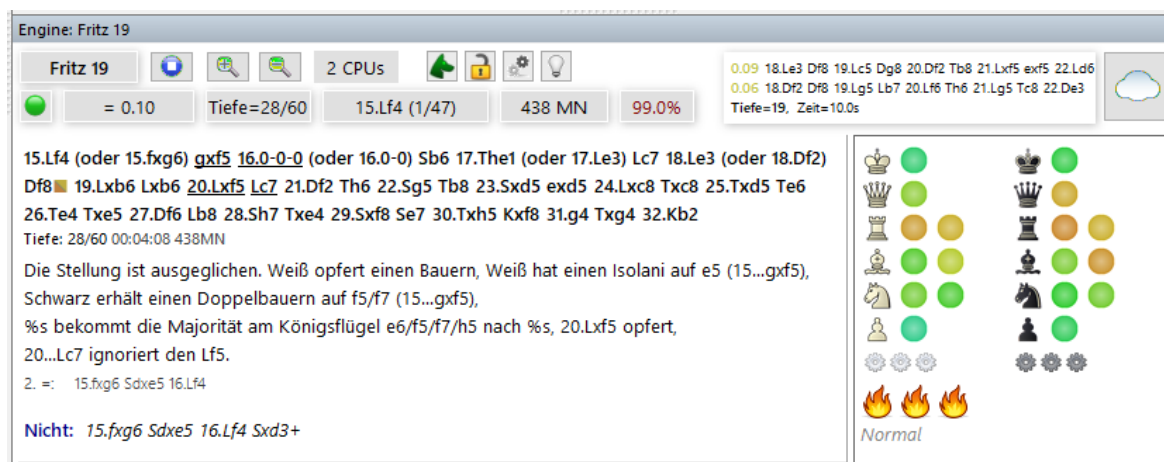 Engine: Fritz 19
Fritz 19
2 CPUs
= 0.10
Tiefe=28/60
15.Lf4 (1/47)
438 MN
99.0%
0.09 18.Le3 Df8 19.Lc5 Dg8 20.Df2 Tb8 21.Lxf5 exf5 22.Ld6
0.06 18.Df2 Df8 19.Lg5 Lb7 20.Lf6 Th6 21.Lg5 Tc8 22.De3
Tiefe=19, Zeit=10.0s
15.Lf4 (oder 15.fxg6) gxf5 16.0-0-0 (oder 16.0-0) Sb6 17.The1 (oder 17.Le3) Lc7 18.Le3 (oder 18.Df2)
Df8 19.Lxb6 Lxb6 20.Lxf5 Lc7 21.Df2 Th6 22.Sg5 Tb8 23.Sxd5 exd5 24.Lxc8 Txc8 25.Txd5 Te6
26.Te4 Txe5 27.Df6 Lb8 28.Sh7 Txe4 29.Sxf8 Se7 30.Txh5 Kxf8 31.g4 Txg4 32.Kb2
Tiefe: 28/60 00:04:08 438MN
Die Stellung ist ausgeglichen. Weiß opfert einen Bauern, Weiß hat einen Isolani auf e5 (15...gxf5),
Schwarz erhält einen Doppelbauern auf f5/f7 (15...gxf5),
%s bekommt die Majorität am Königsflügel e6/f5/f7/h5 nach %s, 20.Lxf5 opfert,
20...Lc7 ignoriert den Lf5.
2. =: 15.fxg6 Sdxe5 16.Lf4
Nicht: 15.fxg6 Sdxe5 16.Lf4 Sxd3+
Normal